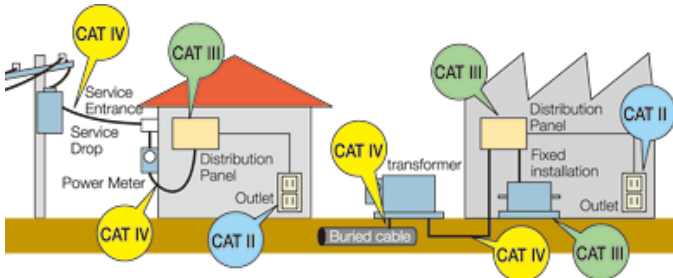 CAT IV
CAT III
Service
Entrance
Service
Drop
Power Meter
Distribution
Panel
Outlet
CAT IV
CAT II
CAT IV
transformer
Buried cable
CAT III
Distribution
Panel
Fixed
installation
CAT II
Outlet
CAT IV
CAT III